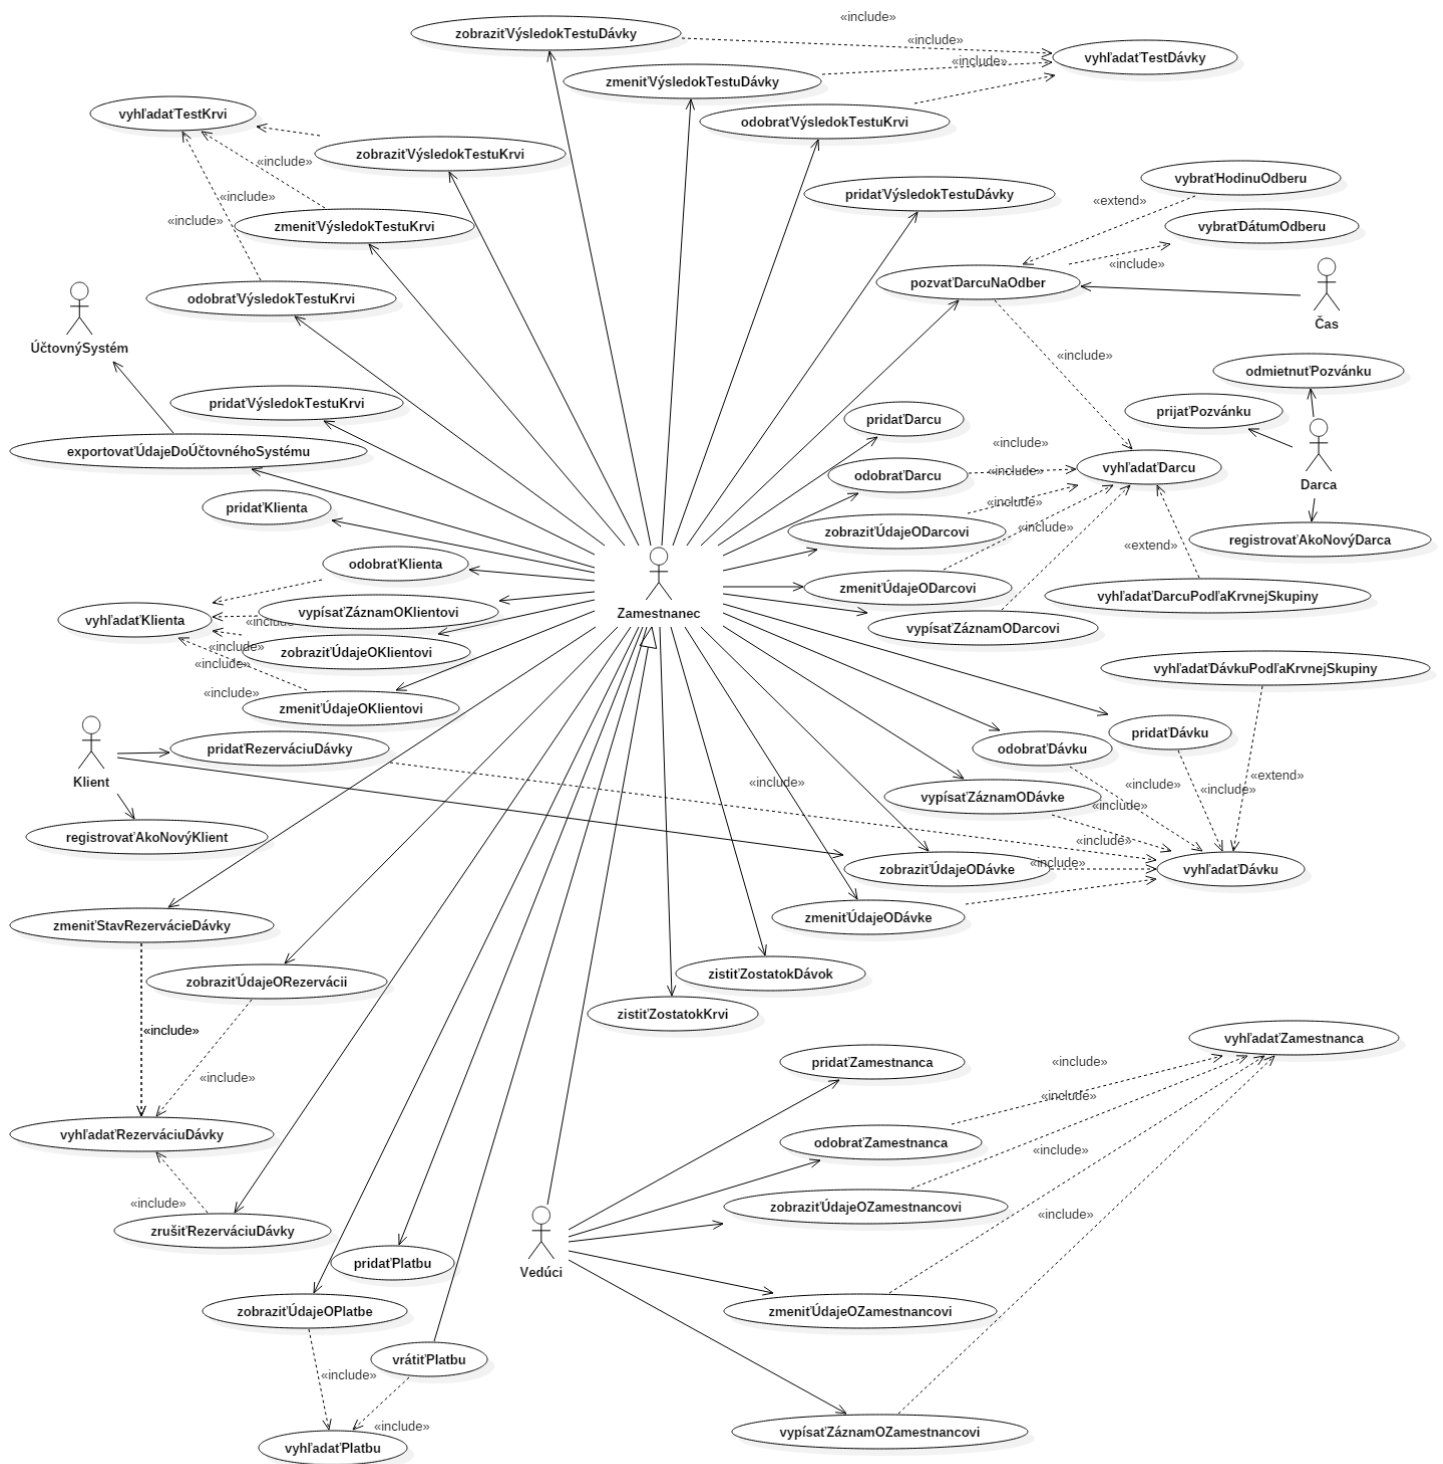 «include»
zobraziťVýsledokTestuDávky
«include»
vyhľadaťTestDávky
«include»
zmeniťVýsledokTestuDávky
vyhľadaťTestKrvi
odobrať​VýsledokTestuKrvi
zobraziťVýsledokTestuKrvi
«include»
vybraťHodinuOdberu
pridaťVýsledokTestuDávky
«include»
«extend»
«include»
zmeniťVýsledokTestuKrvi
vybraťDátumOdberu
«include»
pozvaťDarcuNaOdber
odobraťVýsledokTestuKrvi
Čas
ÚčtovnýSystém
«include»
odmietnuťPozvánku
pridaťVýsledokTestuKrvi
prijaťPozvánku
pridaťDarcu
«include»
exportovaťÚdajeDoÚčtovnéhoSystému
vyhľadaťDarcu
«include»
odobraťDarcu
Darca
«include»
pridaťKlienta
«include»
zobraziťÚdajeODarcovi
registrovaťAkoNovýDarca
«extend»
odobraťKlienta
zmeniťÚdajeODarcovi
vyhľadaťDarcuPodľaKrvnejSkupiny
vypísaťZáznamOKlientovi
Zamestnanec
vyhľadaťKlienta
«include»
vypísaťZáznamODarcovi
«include»
zobraziťÚdajeOKlientovi
«include»
vyhľadaťDávkuPodľaKrvnejSkupiny
«include»
zmeniťÚdajeOKlientovi
pridaťDávku
pridaťRezerváciuDávky
odobraťDávku
Klient
«include»
«include»
«include»
«extend»
vypísaťZáznamODávke
«include»
registrovaťAkoNovýKlient
«include»
«include»
zobraziťÚdajeODávke
vyhľadaťDávku
zmeniťÚdajeODávke
zmeniťStavRezervácieDávky
zistiťZostatokDávok
zobraziťÚdajeORezervácii
zistiťZostatokKrvi
«include»
vyhľadaťZamestnanca
pridaťZamestnanca
«include»
«include»
«include»
vyhľadaťRezerváciuDávky
odobraťZamestnanca
«include»
«include»
zobraziťÚdajeOZamestnancovi
«include»
zrušiťRezerváciuDávky
pridaťPlatbu
Vedúci
zobraziťÚdajeOPlatbe
zmeniťÚdajeOZamestnancovi
vrátiťPlatbu
«include»
«include»
vypísaťZáznamOZamestnancovi
vyhľadaťPlatbu